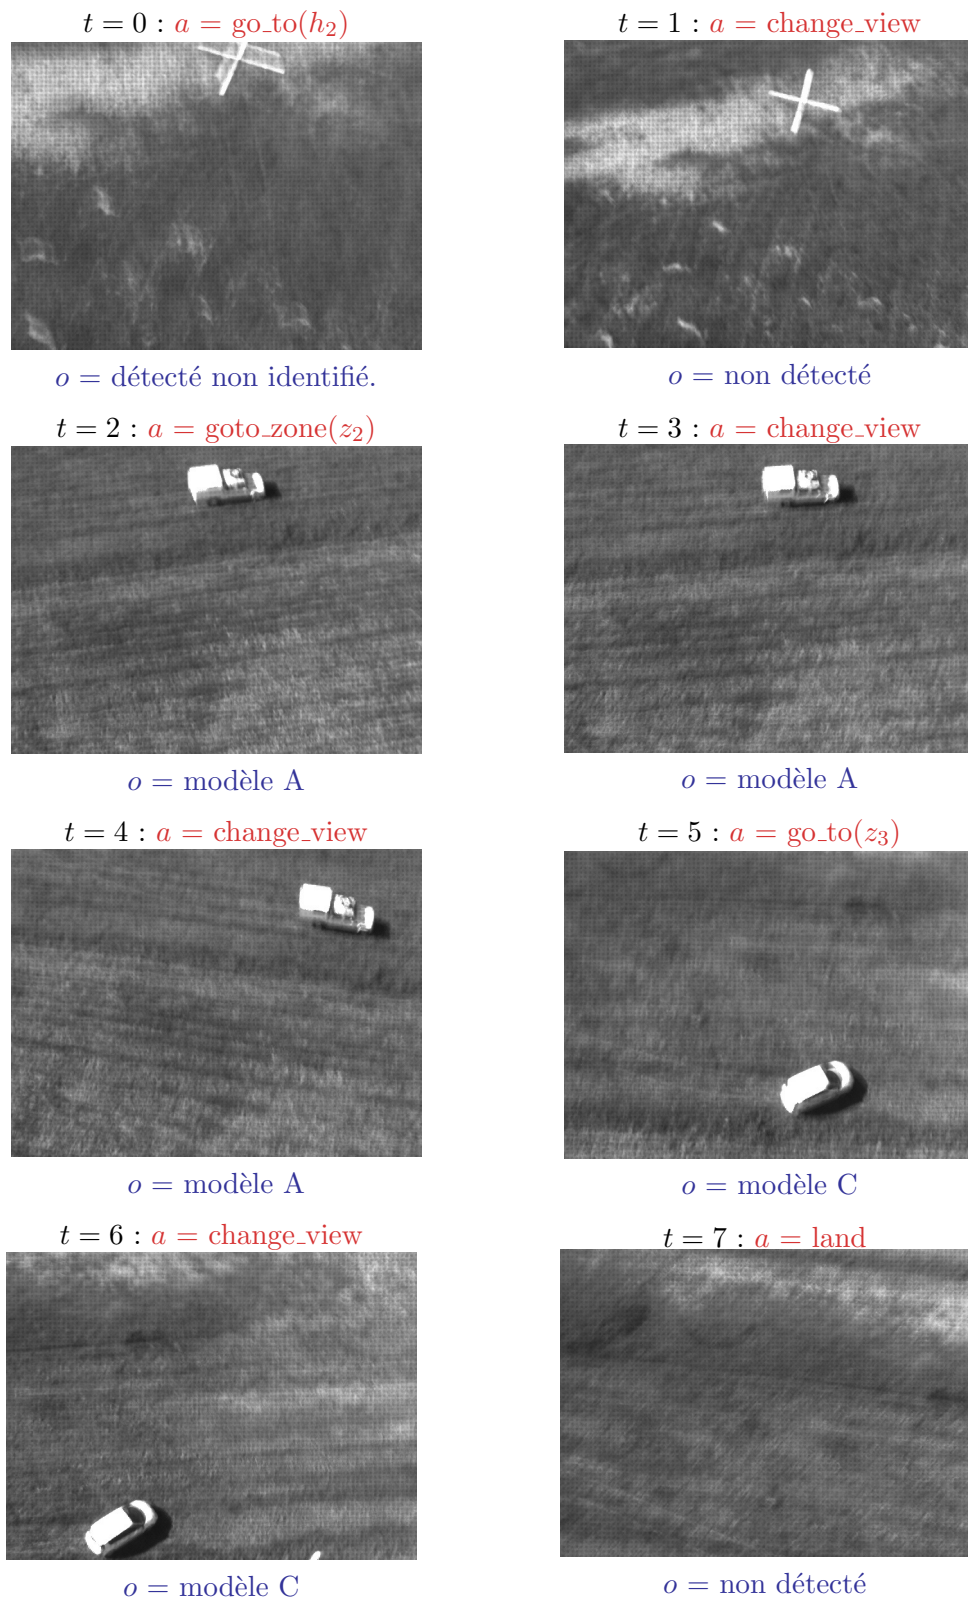 t = 0 : a = go_to(h₂)
t = 1 : a = change_view
o = détecté non identifié.
o = non détecté
t = 2 : a = goto_zone(z₂)
t = 3 : a = change_view
o = modèle A
o = modèle A
t = 4 : a = change_view
t = 5 : a = go_to(z₃)
o = modèle A
o = modèle C
t = 6 : a = change_view
t = 7 : a = land
o = modèle C
o = non détecté